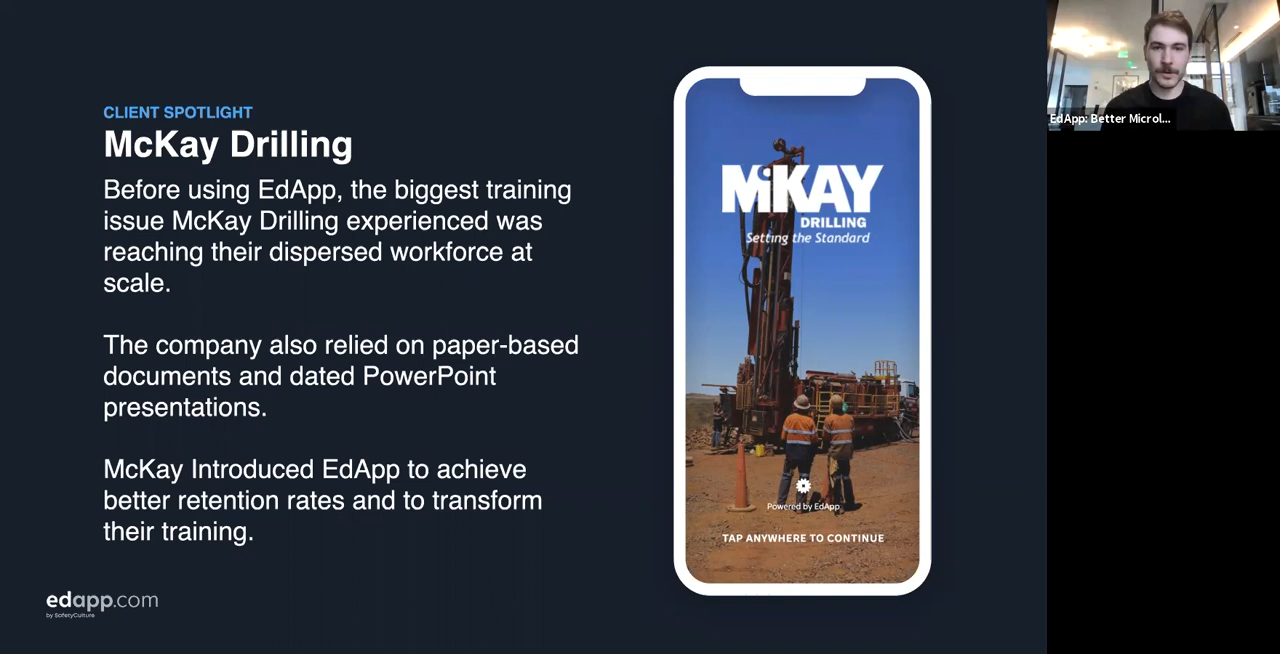 CLIENT SPOTLIGHT
McKay Drilling
Before using EdApp, the biggest training
issue McKay Drilling experienced was
reaching their dispersed workforce at
scale.
The company also relied on paper-based
documents and dated PowerPoint
presentations.
McKay Introduced EdApp to achieve
better retention rates and to transform
their training.
edapp.com
by SafetyCulture
McKAY
DRILLING
Setting the Standard
Powered by EdApp
TAP ANYWHERE TO CONTINUE
EdApp: Better Microl...